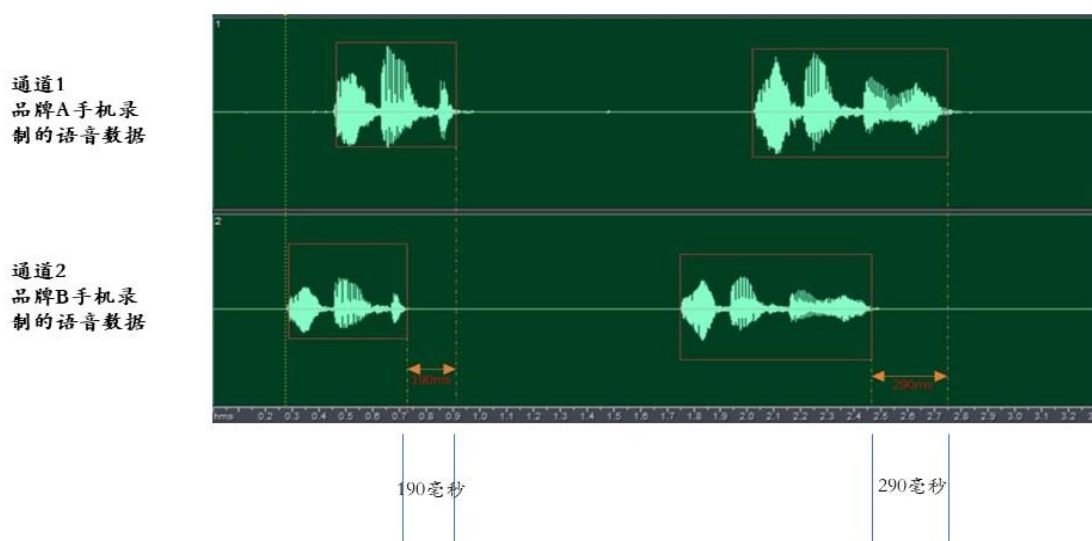 1
通道1
品牌A手机录
制的语音数据
2
通道2
品牌B手机录
制的语音数据
190ms
290ms
hms 0.2 0.3 0.4 0.5 0.6 0.7 0.8 0.9 1.0 1.1 1.2 1.3 1.4 1.5 1.6 1.7 1.8 1.9 2.0 2.1 2.2 2.3 2.4 2.5 2.6 2.7 2.8 2.9 3.0 3.1 3.2
190毫秒
290毫秒